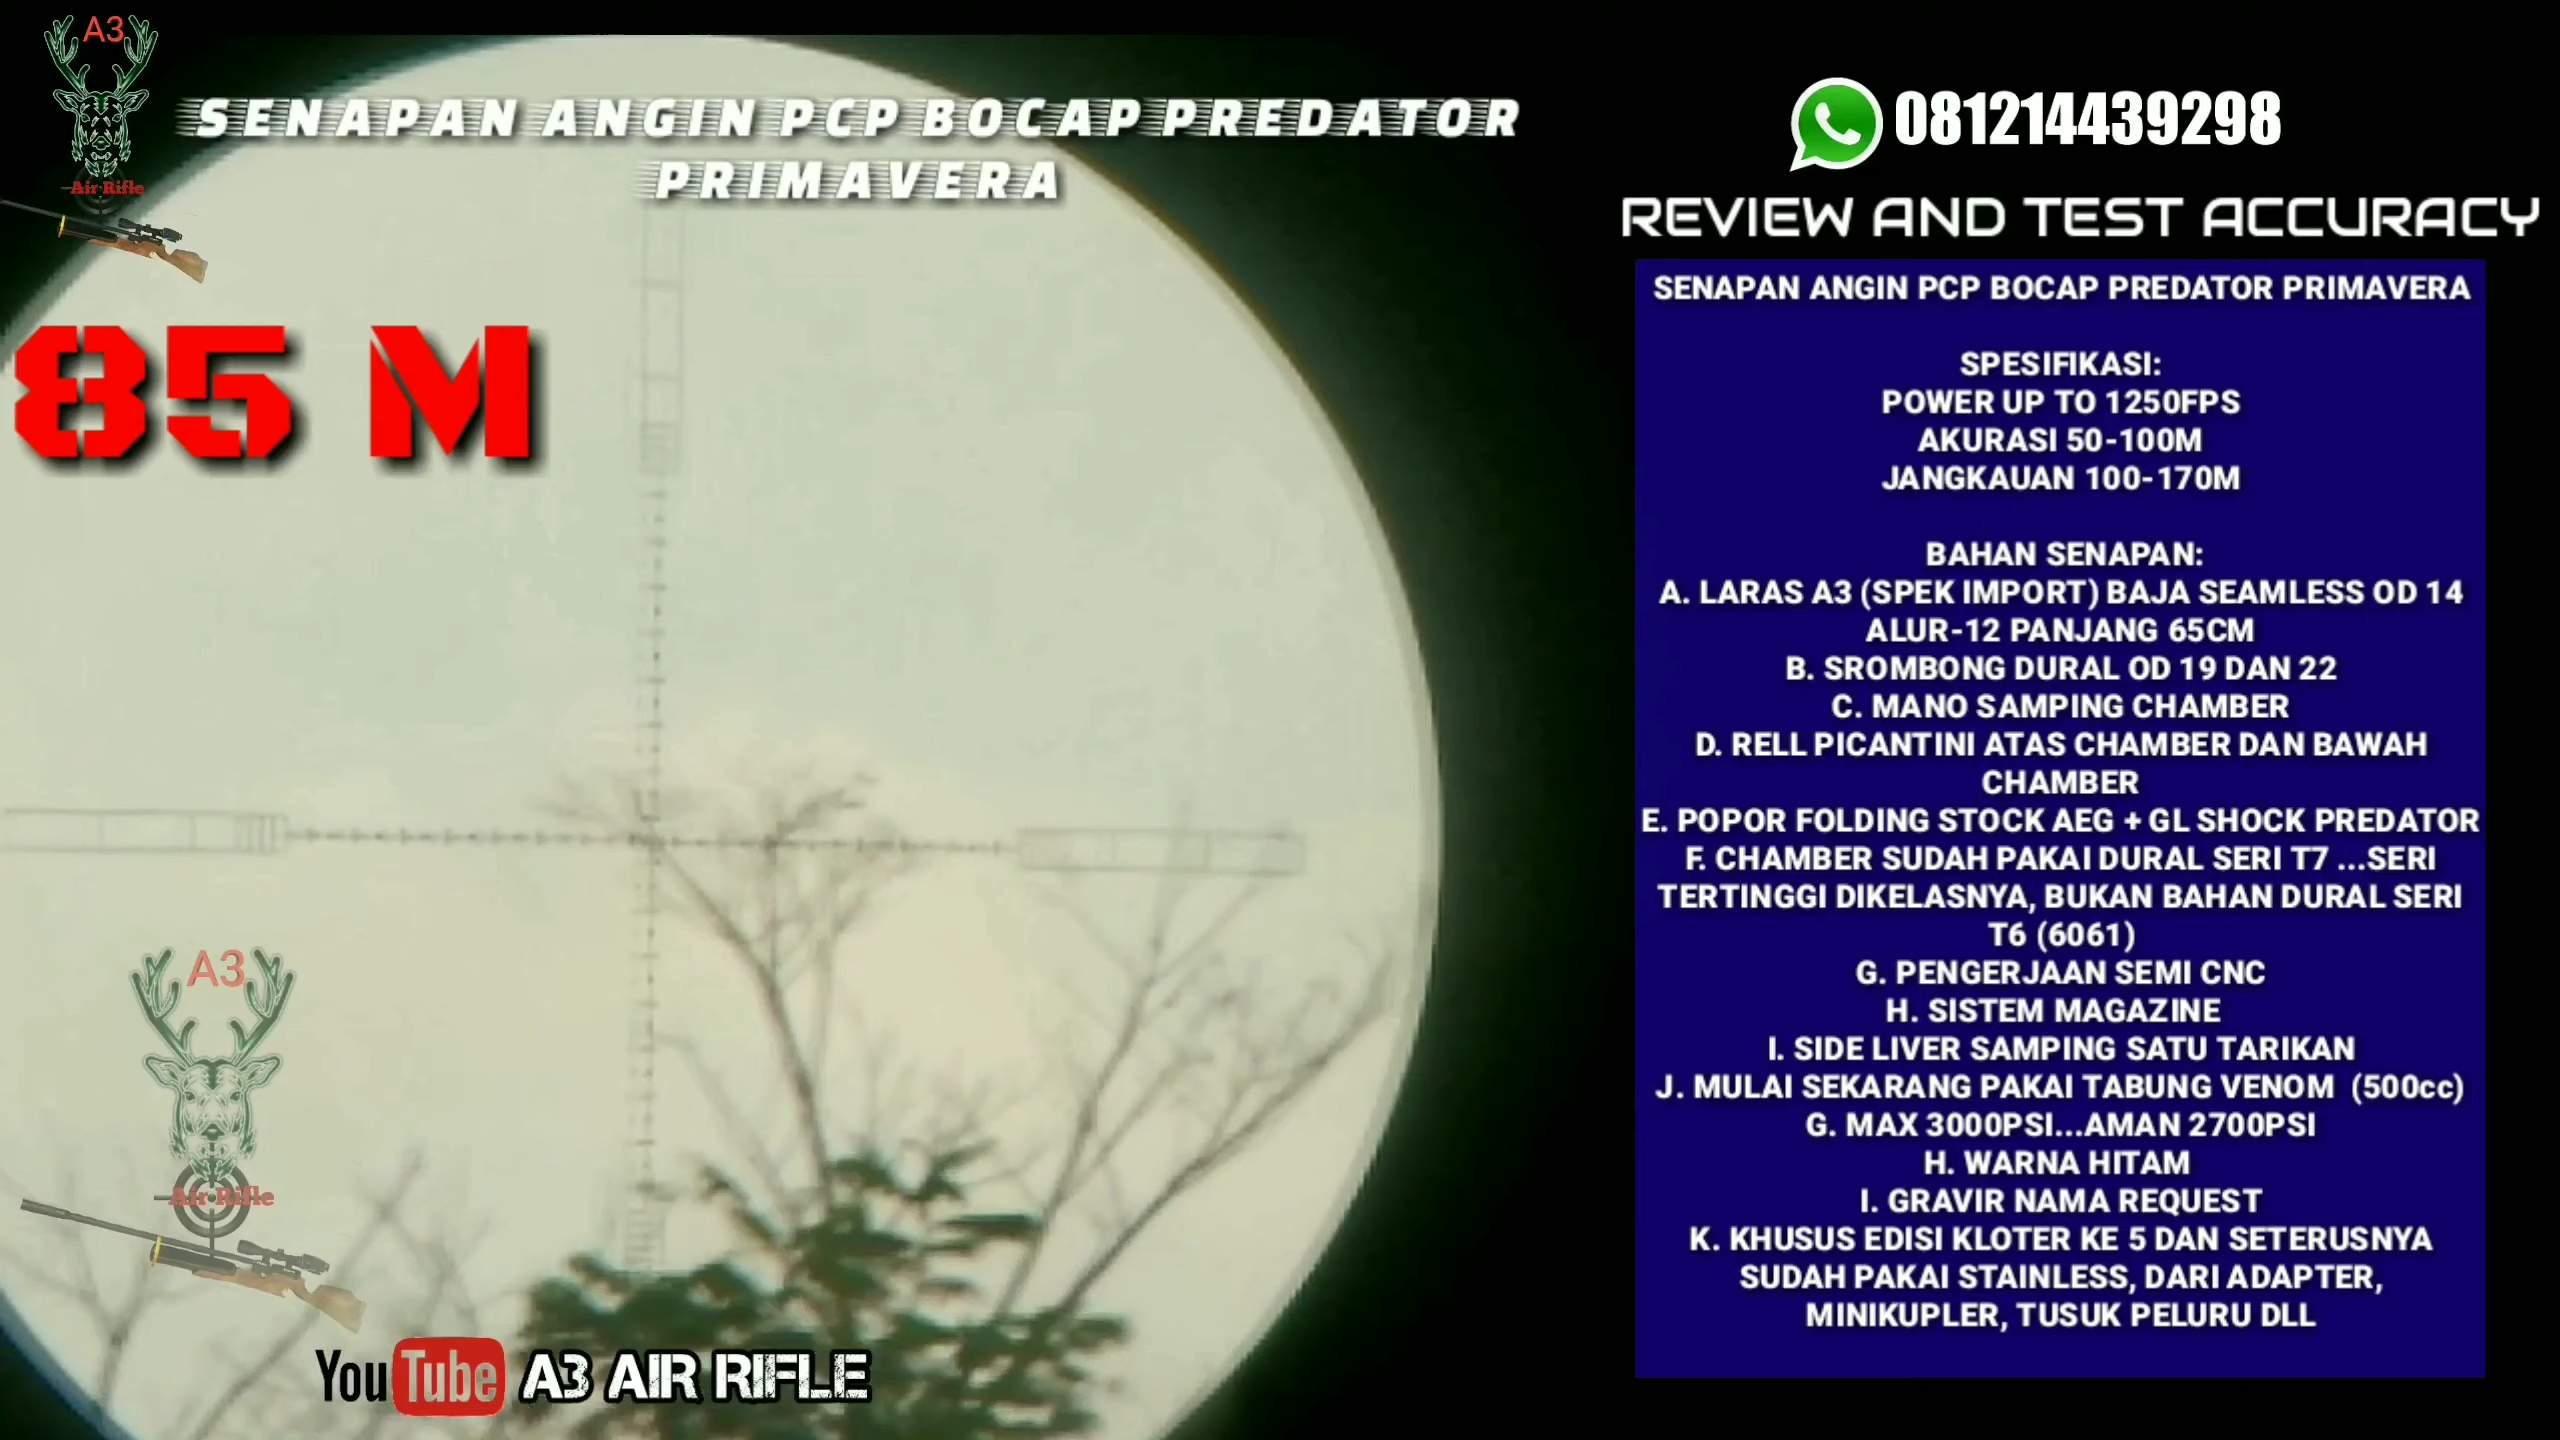 A3
Air Rifle
SENAPAN ANGIN PCP BOCAP PREDATOR
PRIMAVERA
85 M
A3
Air Rifle
YouTube A3 AIR RIFLE
081214439298
REVIEW AND TEST ACCURACY
SENAPAN ANGIN PCP BOCAP PREDATOR PRIMAVERA
SPESIFIKASI:
POWER UP TO 1250FPS
AKURASI 50-100M
JANGKAUAN 100-170M
BAHAN SENAPAN:
A. LARAS A3 (SPEK IMPORT) BAJA SEAMLESS OD 14
ALUR-12 PANJANG 65CM
B. SROMBONG DURAL OD 19 DAN 22
C. MANO SAMPING CHAMBER
D. RELL PICANTINI ATAS CHAMBER DAN BAWAH
CHAMBER
E. POPOR FOLDING STOCK AEG + GL SHOCK PREDATOR
F. CHAMBER SUDAH PAKAI DURAL SERI T7 ...SERI
TERTINGGI DIKELASNYA, BUKAN BAHAN DURAL SERI
T6 (6061)
G. PENGERJAAN SEMI CNC
H. SISTEM MAGAZINE
I. SIDE LIVER SAMPING SATU TARIKAN
J. MULAI SEKARANG PAKAI TABUNG VENOM (500cc)
G. MAX 3000PSI...AMAN 2700PSI
H. WARNA HITAM
I. GRAVIR NAMA REQUEST
K. KHUSUS EDISI KLOTER KE 5 DAN SETERUSNYA
SUDAH PAKAI STAINLESS, DARI ADAPTER,
MINIKUPLER, TUSUK PELURU DLL